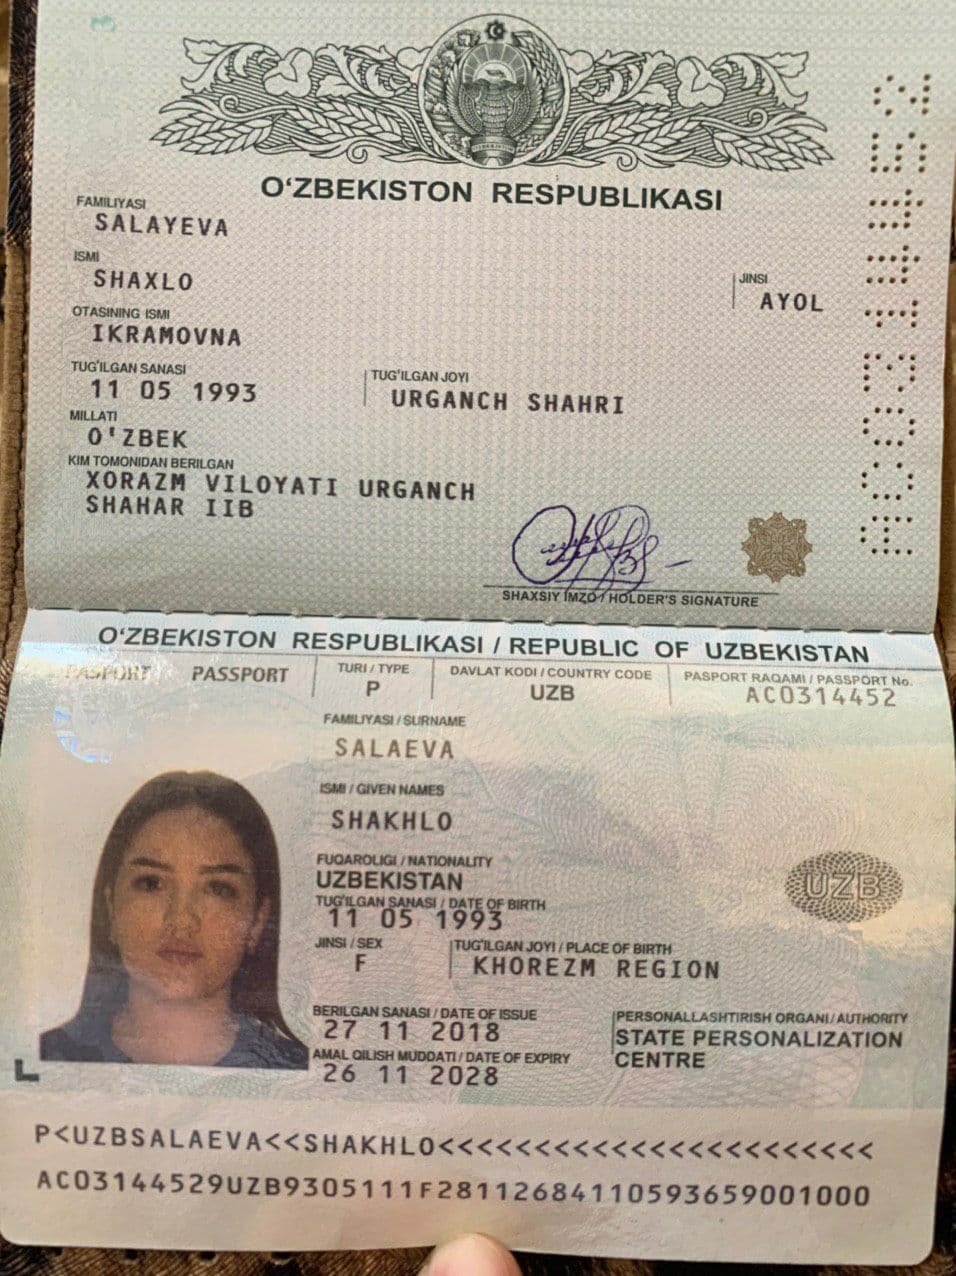 O‘ZBEKISTON RESPUBLIKASI
FAMILIYASI
SALAYEVA
ISMI
SHAXLO
JINSI
AYOL
OTASINING ISMI
IKRAMOVNA
TUG‘ILGAN SANASI
11 05 1993
TUG‘ILGAN JOYI
URGANCH SHAHRI
MILLATI
O'ZBEK
KIM TOMONIDAN BERILGAN
XORAZM VILOYATI URGANCH
SHAHAR IIB
SHAXSIY IMZO / HOLDER'S SIGNATURE
AC0314452
O‘ZBEKISTON RESPUBLIKASI / REPUBLIC OF UZBEKISTAN
PASPORT PASSPORT
TURI / TYPE
P
DAVLAT KODI / COUNTRY CODE
UZB
PASPORT RAQAMI / PASSPORT No.
AC0314452
FAMILIYASI / SURNAME
SALAEVA
ISMI / GIVEN NAMES
SHAKHLO
FUQAROLIGI / NATIONALITY
UZBEKISTAN
TUG‘ILGAN SANASI / DATE OF BIRTH
11 05 1993
JINSI / SEX
F
TUG‘ILGAN JOYI / PLACE OF BIRTH
KHOREZM REGION
UZB
BERILGAN SANASI / DATE OF ISSUE
27 11 2018
AMAL QILISH MUDDATI / DATE OF EXPIRY
26 11 2028
PERSONALLASHTIRISH ORGANI / AUTHORITY
STATE PERSONALIZATION
CENTRE
P<UZBSALAEVA<<SHAKHLO<<<<<<<<<<<<<<<<<<<<<<<
AC03144529UZB9305111F28112684110593659001000